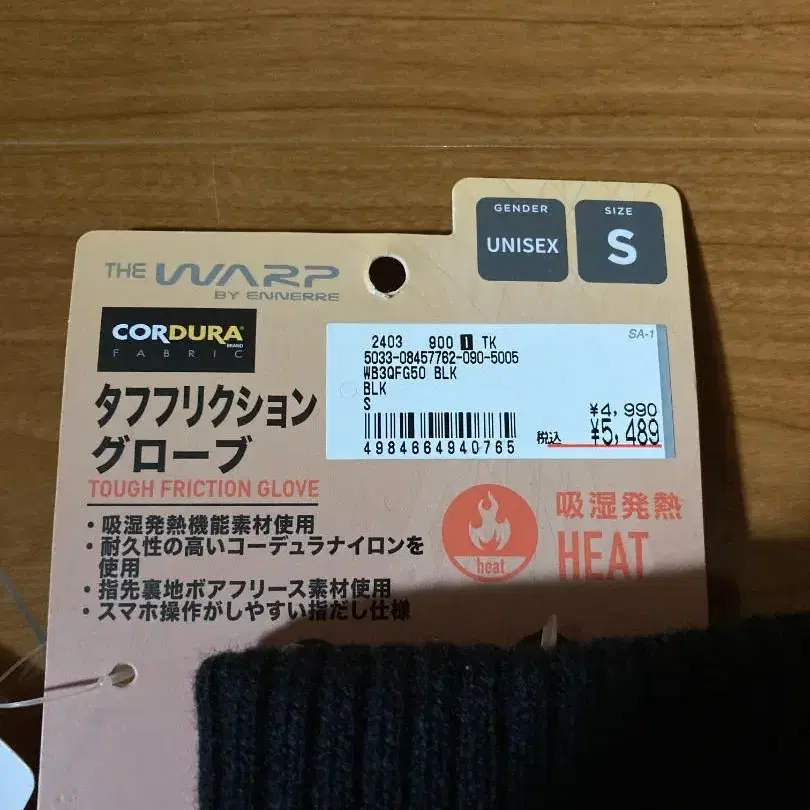 GENDER
UNISEX
SIZE
S
THE WARP
BY ENNERRE
CORDURA
BRAND
FABRIC
2403 900 1 TK
SA-1
5033-08457762-090-5005
WB3QFG50 BLK
BLK
S
¥4,990
税込 ¥5,489
4984664940765
タフフリクション
グローブ
TOUGH FRICTION GLOVE
・吸湿発熱機能素材使用
・耐久性の高いコーデュラナイロンを
使用
・指先裏地ボアフリース素材使用
・スマホ操作がしやすい指だし仕様
heat
吸湿発熱
HEAT